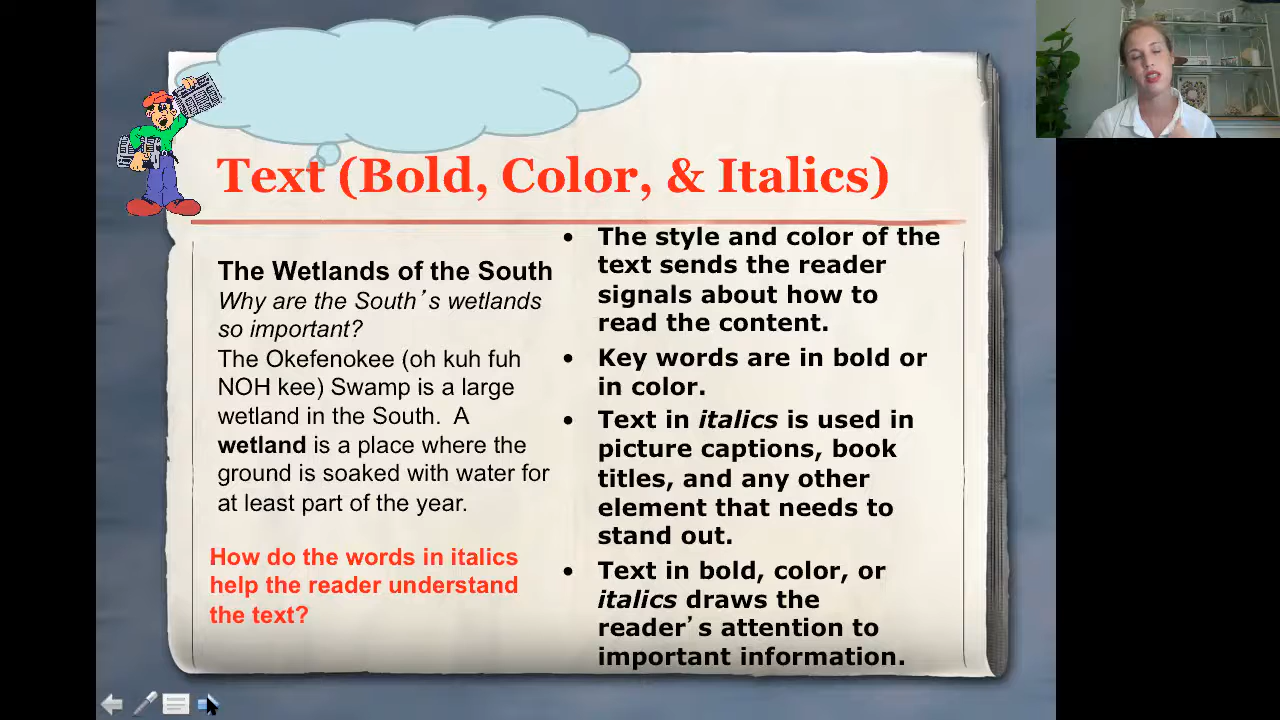 Text (Bold, Color, & Italics)
The Wetlands of the South
Why are the South's wetlands
so important?
The Okefenokee (oh kuh fuh
NOH kee) Swamp is a large
wetland in the South.  A
wetland is a place where the
ground is soaked with water for
at least part of the year.
How do the words in italics
help the reader understand
the text?
• The style and color of the
text sends the reader
signals about how to
read the content.
• Key words are in bold or
in color.
• Text in italics is used in
picture captions, book
titles, and any other
element that needs to
stand out.
• Text in bold, color, or
italics draws the
reader's attention to
important information.